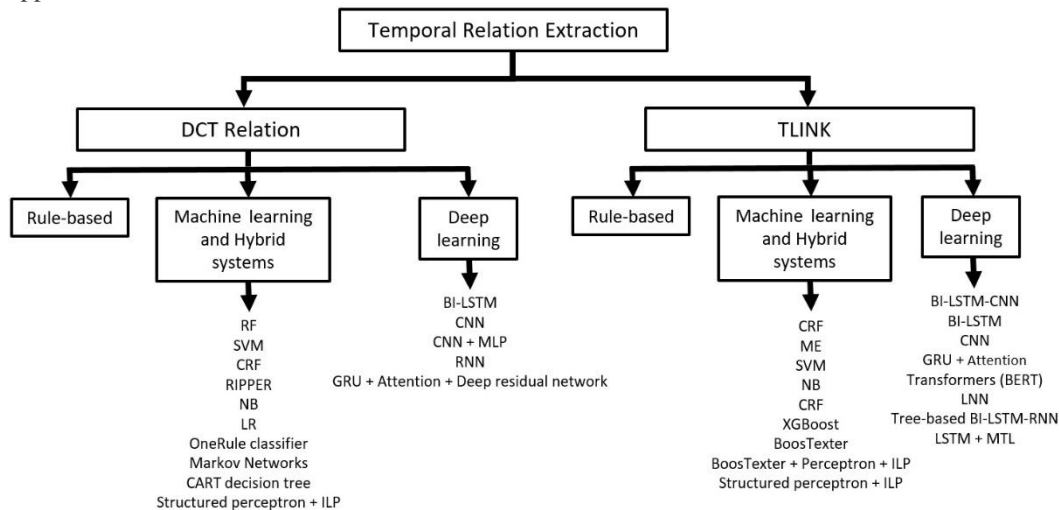 Temporal Relation Extraction
DCT Relation
TLINK
Rule-based
Machine learning
and Hybrid
systems
Deep
learning
Rule-based
Machine learning
and Hybrid
systems
Deep
learning
RF
SVM
CRF
RIPPER
NB
LR
OneRule classifier
Markov Networks
CART decision tree
Structured perceptron + ILP
BI-LSTM
CNN
CNN + MLP
RNN
GRU + Attention + Deep residual network
CRF
ME
SVM
NB
CRF
XGBoost
BoosTexter
BoosTexter + Perceptron + ILP
Structured perceptron + ILP
BI-LSTM-CNN
BI-LSTM
CNN
GRU + Attention
Transformers (BERT)
LNN
Tree-based BI-LSTM-RNN
LSTM + MTL